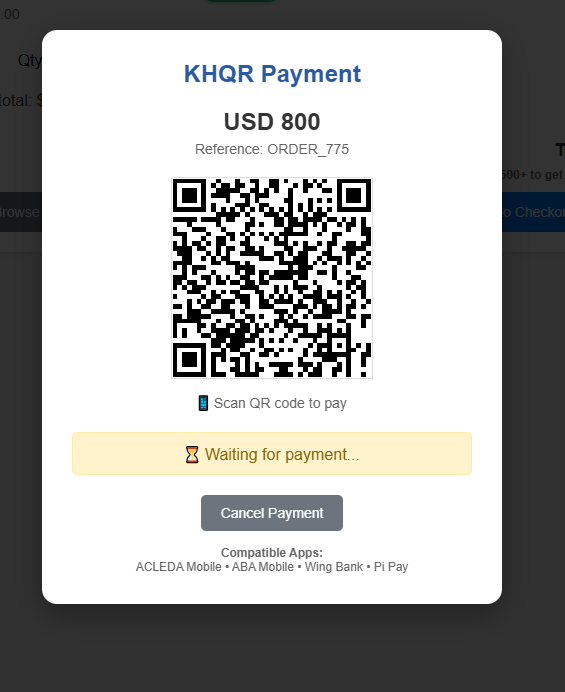 .00
Qty
total: $
KHQR Payment
USD 800
Reference: ORDER_775
T
500+ to get
Browse
o Checkou
Scan QR code to pay
Waiting for payment...
Cancel Payment
Compatible Apps:
ACLEDA Mobile • ABA Mobile • Wing Bank • Pi Pay